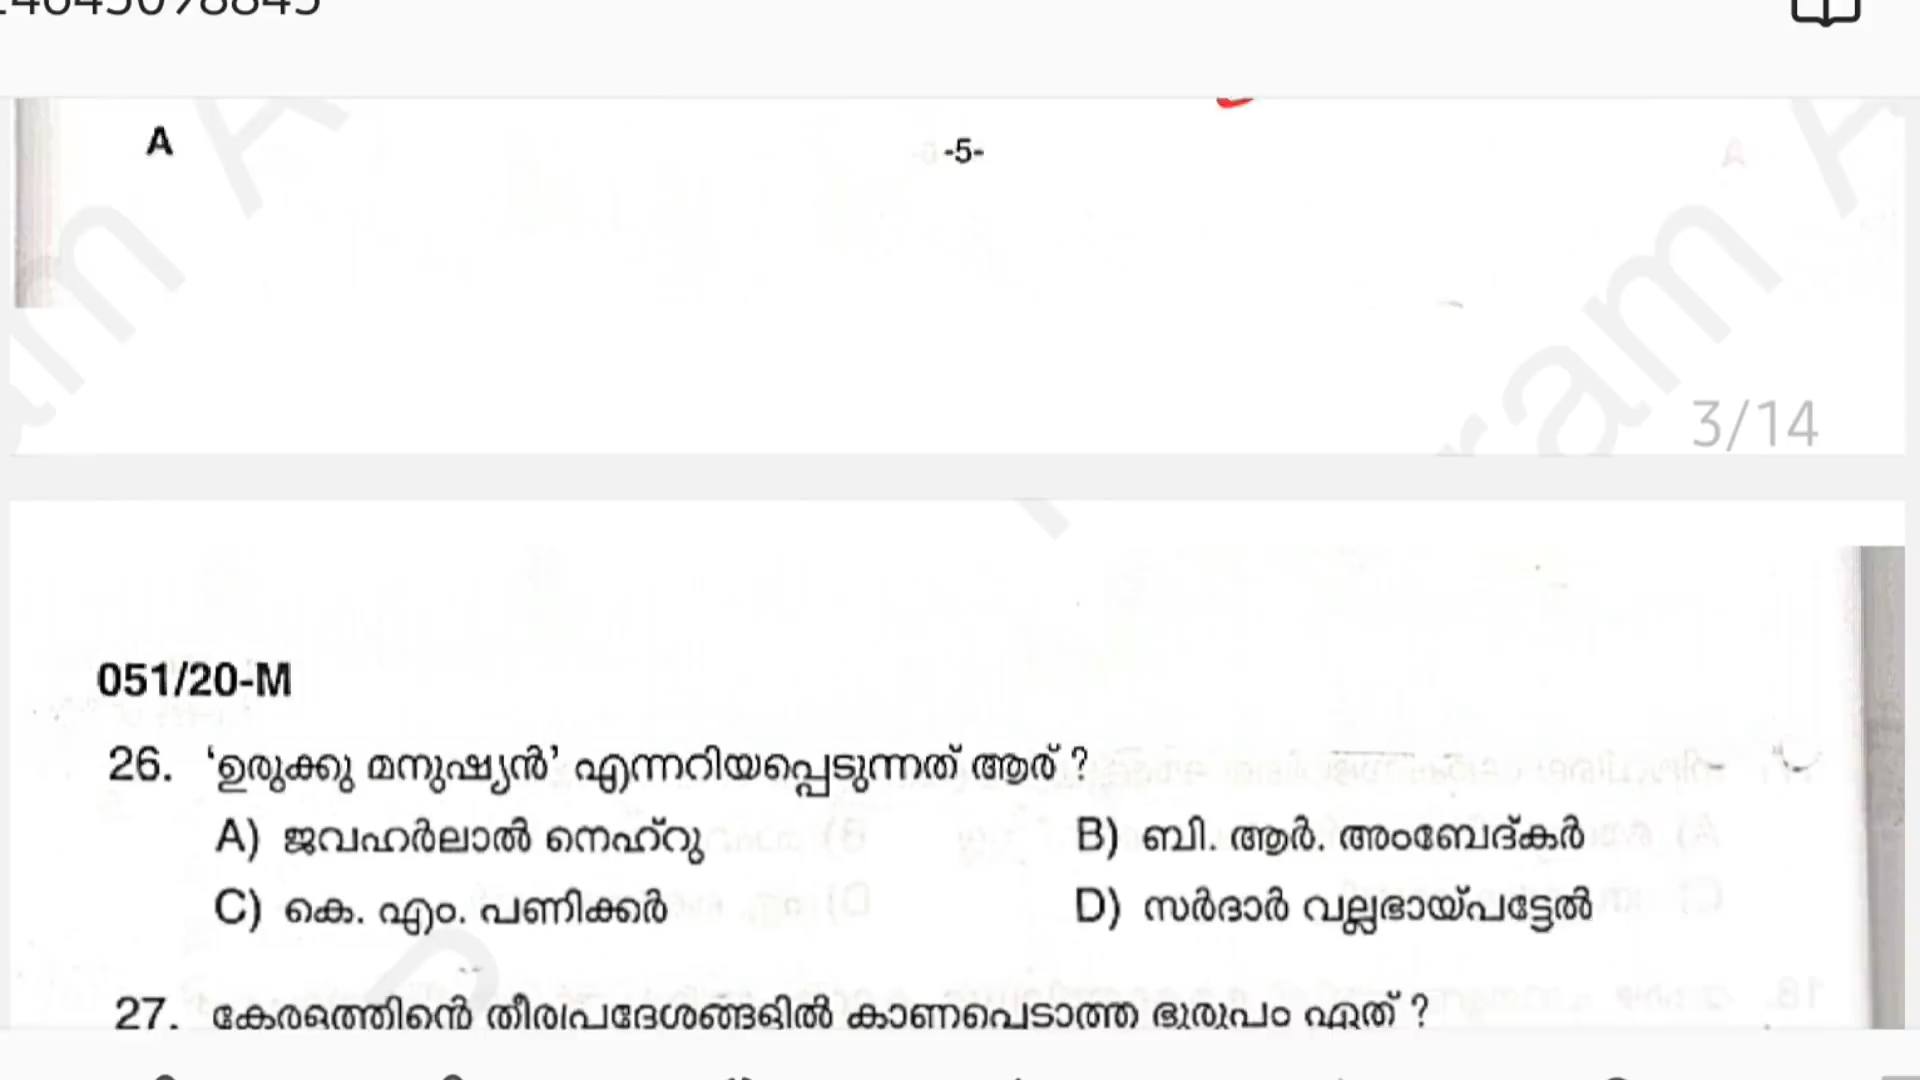 A
-5-
3/14
051/20-M
26. ‘ഉരുക്കു മനുഷ്യൻ’ എന്നറിയപ്പെടുന്നത് ആര് ?
A) ജവഹർലാൽ നെഹ്റു B) ബി. ആർ. അംബേദ്കർ
C) കെ. എം. പണിക്കർ D) സർദാർ വല്ലഭായ്പട്ടേൽ
27. കേരളത്തിന്റെ തീരപ്രദേശങ്ങളിൽ കാണപ്പെടാത്ത ഭൂരൂപം ഏത് ?